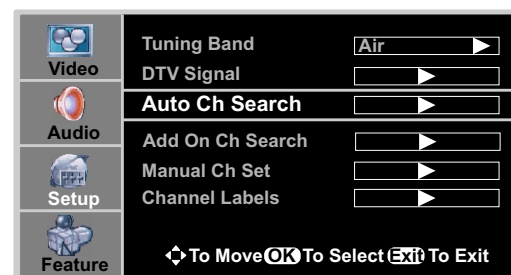 Video
Audio
Setup
Feature
Tuning Band Air
DTV Signal
Auto Ch Search
Add On Ch Search
Manual Ch Set
Channel Labels
To Move OK To Select Exit To Exit